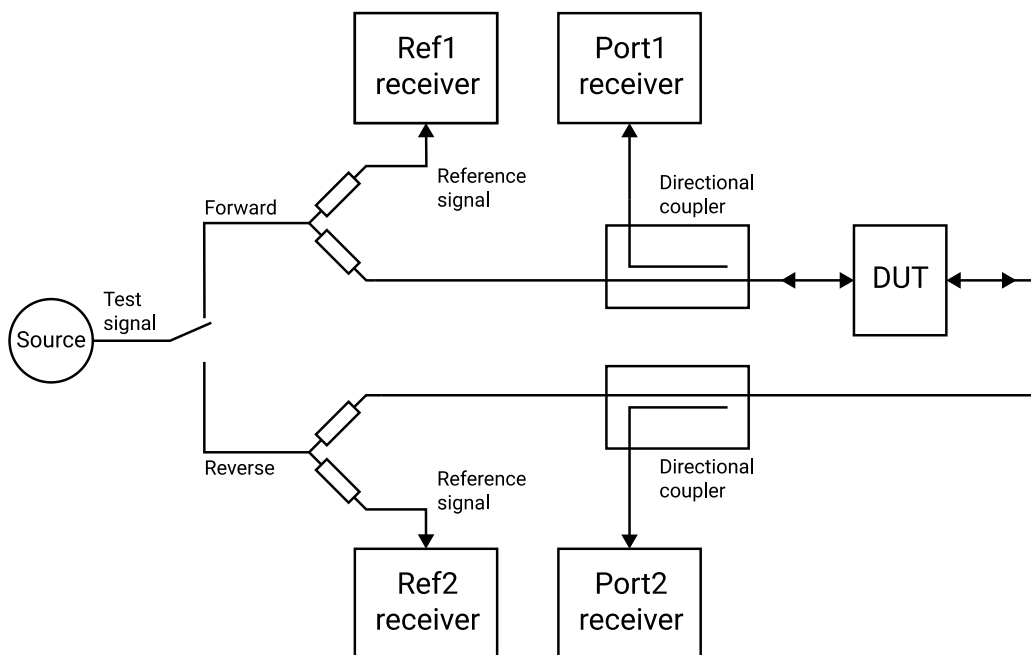 Ref1
receiver
Port1
receiver
Reference
signal
Directional
coupler
Forward
DUT
Test
signal
Source
Reverse
Reference
signal
Directional
coupler
Ref2
receiver
Port2
receiver